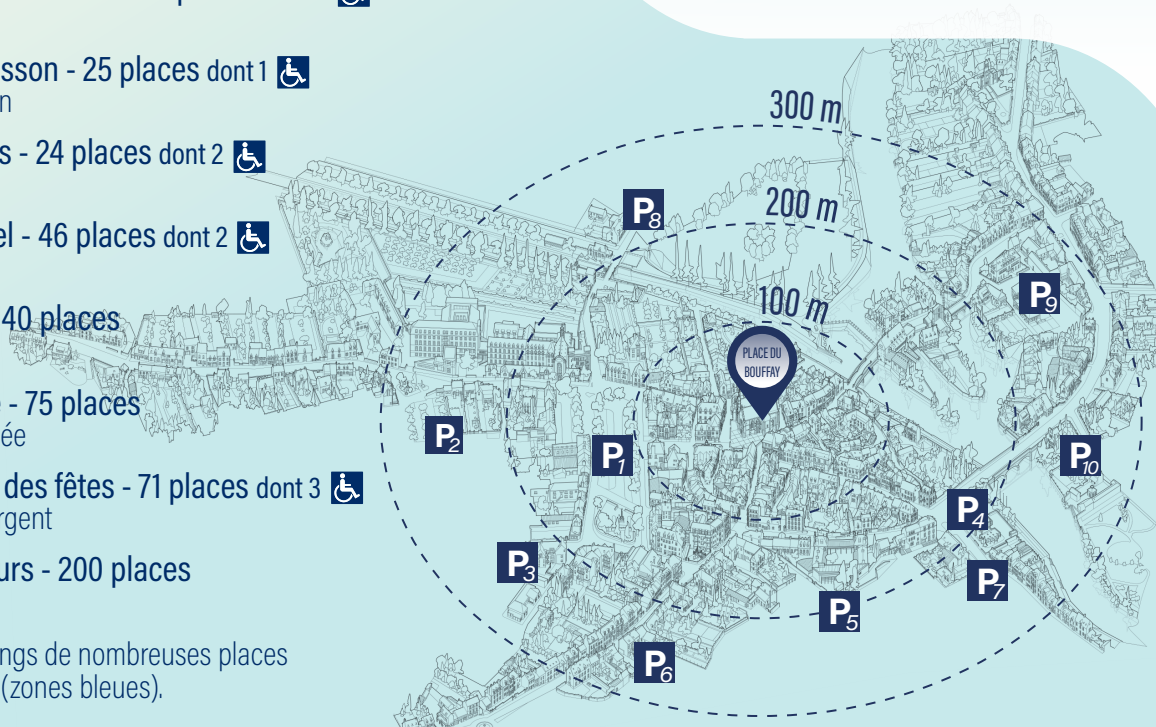 sson - 25 places dont 1
n
s - 24 places dont 2
el - 46 places dont 2
40 places
- 75 places
ée
des fêtes - 71 places dont 3
rgent
urs - 200 places
ngs de nombreuses places
(zones bleues).
300 m
200 m
100 m
PLACE DU
BOUFFAY
P8
P9
P2
P1
P10
P4
P3
P7
P5
P6